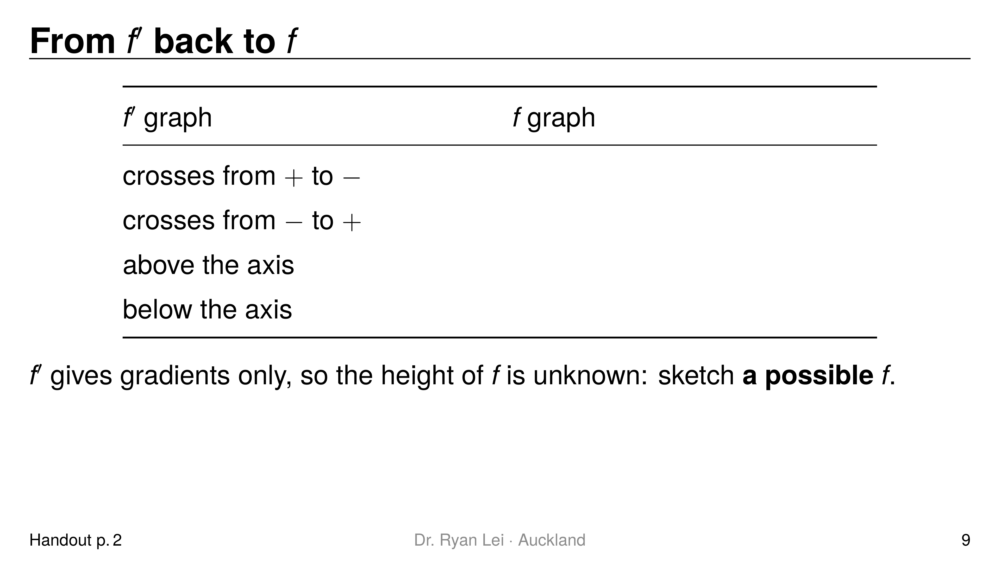 From f′ back to f
f′ graph f graph
crosses from + to −
crosses from − to +
above the axis
below the axis
f′ gives gradients only, so the height of f is unknown: sketch a possible f.
Handout p. 2 Dr. Ryan Lei · Auckland 9